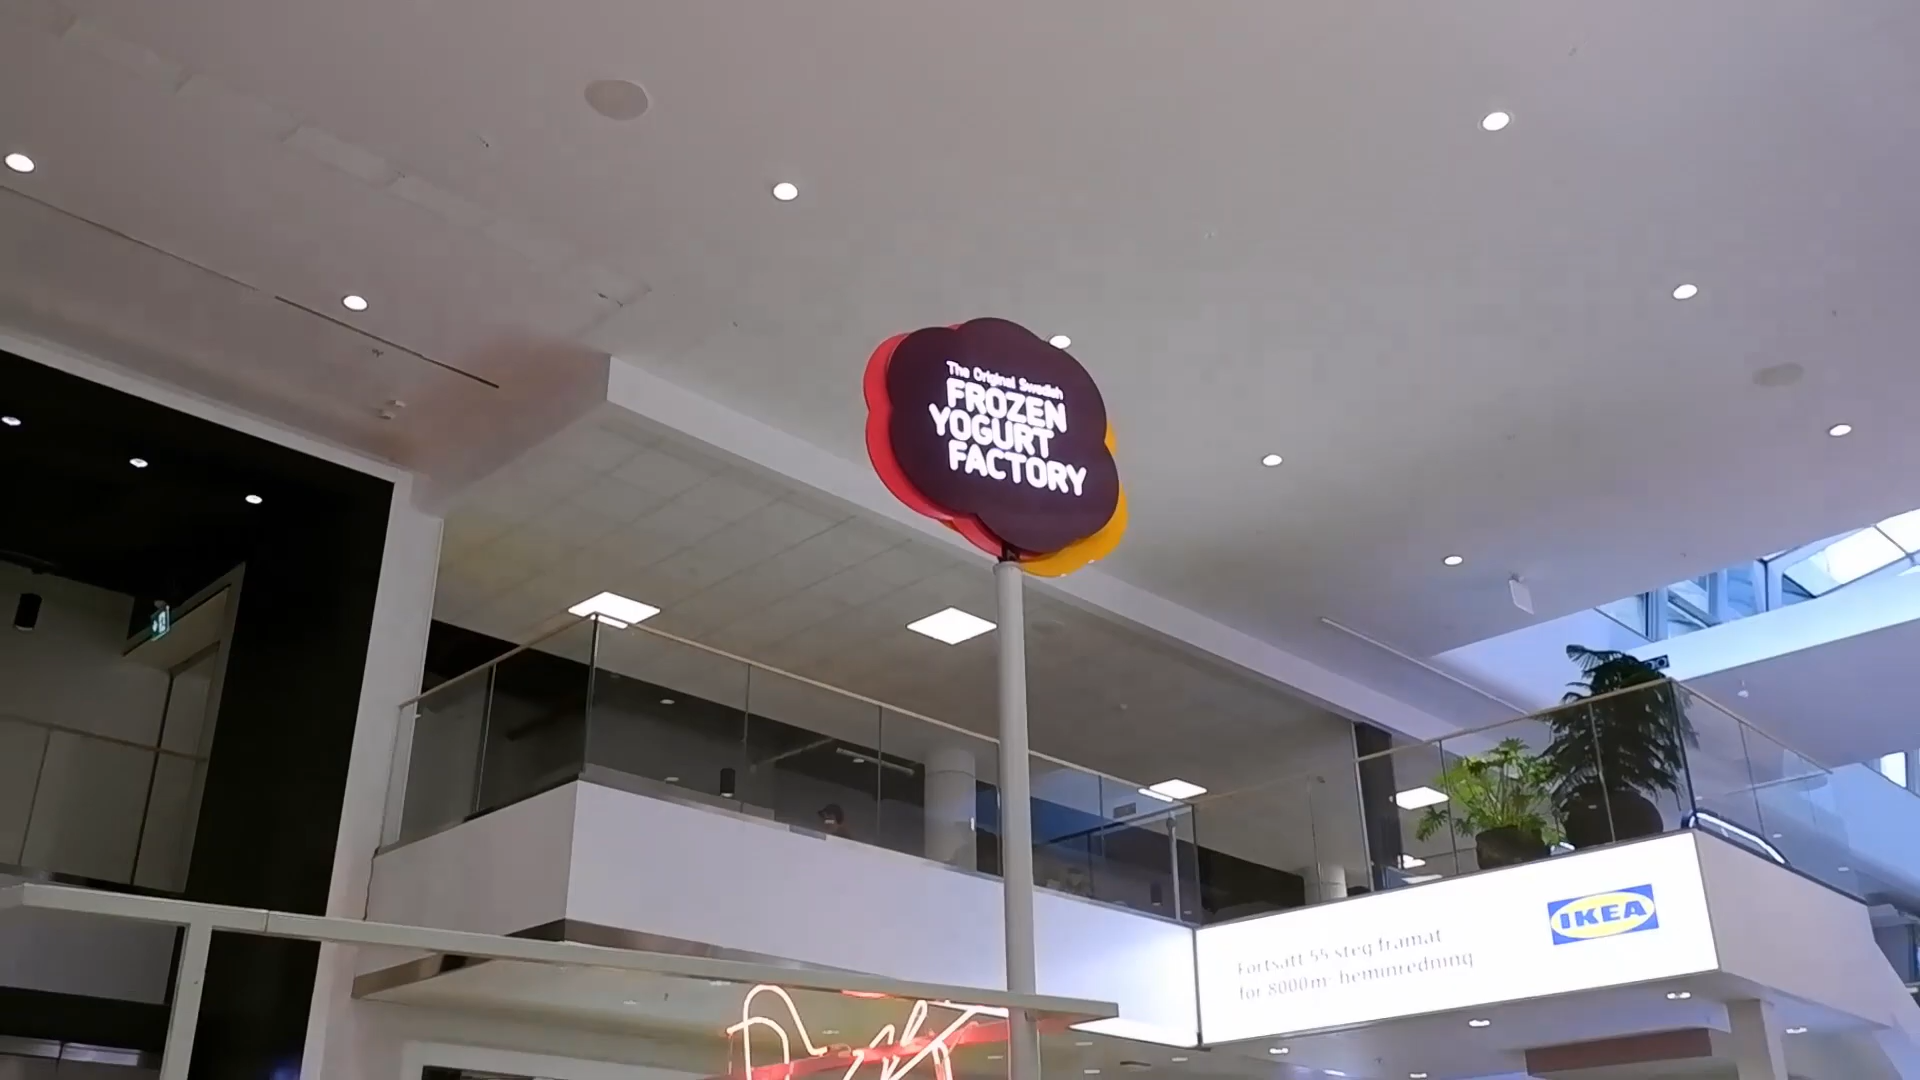 The Original Swedish
FROZEN
YOGURT
FACTORY
IKEA
Fortsätt 55 steg framåt
för 8000m² heminredning